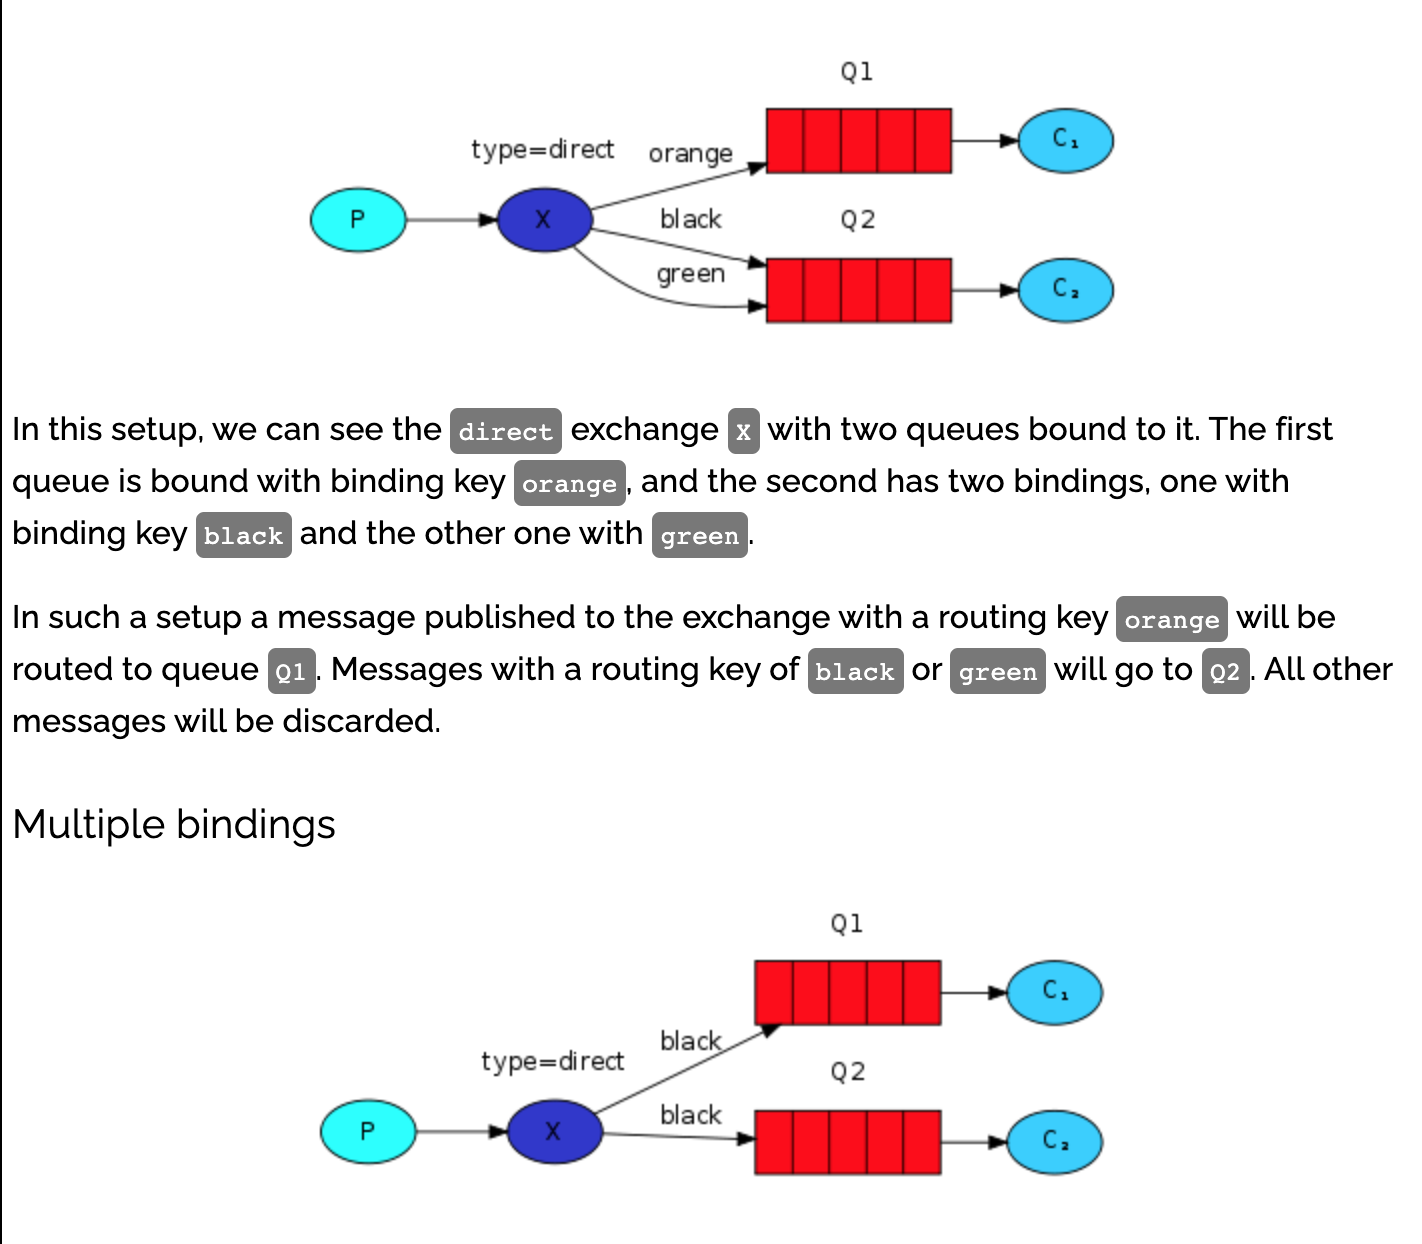 Q1
type=direct
orange
C₁
P
X
black
Q2
green
C₂
In this setup, we can see the direct exchange X with two queues bound to it. The first
queue is bound with binding key orange, and the second has two bindings, one with
binding key black and the other one with green.
In such a setup a message published to the exchange with a routing key orange will be
routed to queue Q1. Messages with a routing key of black or green will go to Q2. All other
messages will be discarded.
Multiple bindings
Q1
C₁
black
type=direct
Q2
P
X
black
C₂